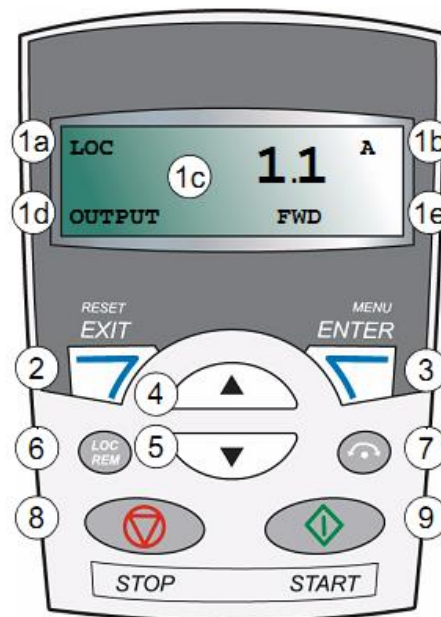 1a
LOC
1c
1.1
A
1b
1d
OUTPUT
FWD
1e
RESET
EXIT
MENU
ENTER
2
3
4
6
LOC
REM
5
7
8
9
STOP
START